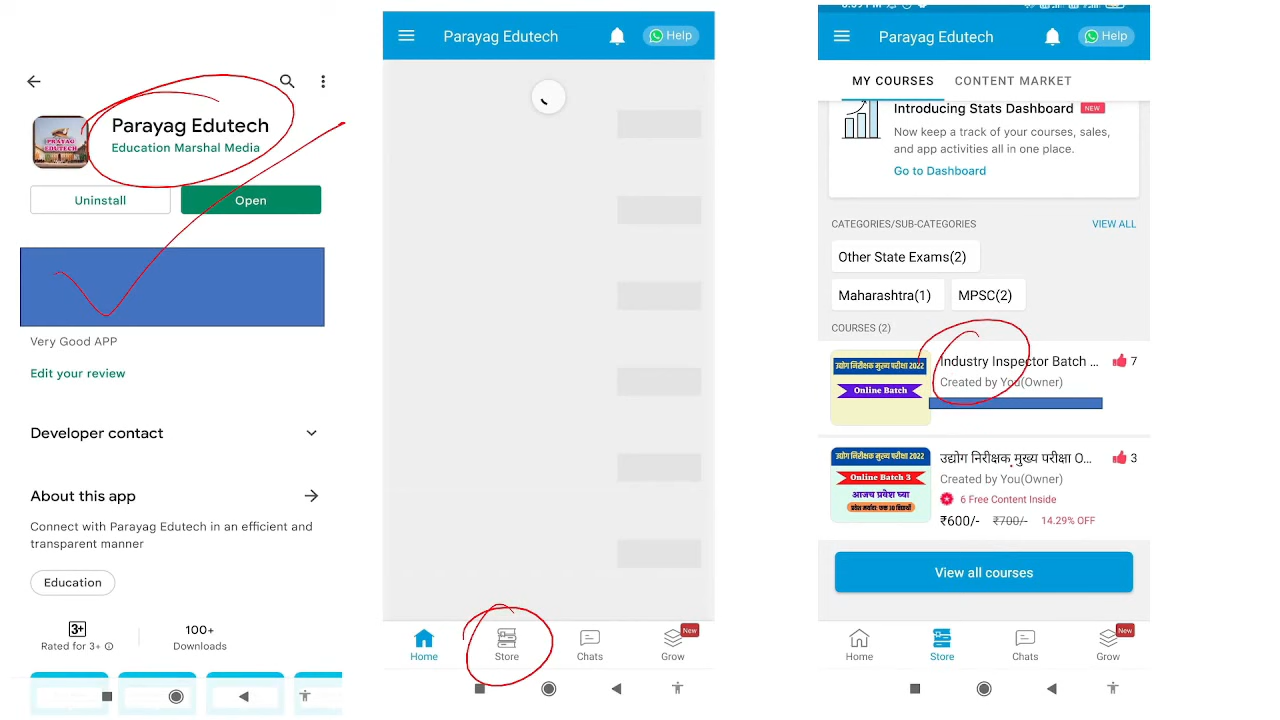 Parayag Edutech
Education Marshal Media
PRAYAG
EDUTECH
Uninstall
Open
Very Good APP
Edit your review
Developer contact
About this app
Connect with Parayag Edutech in an efficient and
transparent manner
Education
3+
Rated for 3+
100+
Downloads
Parayag Edutech
Help
Home
Store
Chats
New
Grow
Parayag Edutech
Help
MY COURSES
CONTENT MARKET
Introducing Stats Dashboard NEW
Now keep a track of your courses, sales,
and app activities all in one place.
Go to Dashboard
CATEGORIES/SUB-CATEGORIES
VIEW ALL
Other State Exams(2)
Maharashtra(1)
MPSC(2)
COURSES (2)
उद्योग निरीक्षक मुख्य परीक्षा 2022
Online Batch
Industry Inspector Batch ...
7
Created by You(Owner)
उद्योग निरीक्षक मुख्य परीक्षा 2022
Online Batch 3
आजच प्रवेश घ्या
उद्योग निरीक्षक मुख्य परीक्षा O...
3
Created by You(Owner)
6 Free Content Inside
₹600/- ₹700/- 14.29% OFF
View all courses
Home
Store
Chats
New
Grow